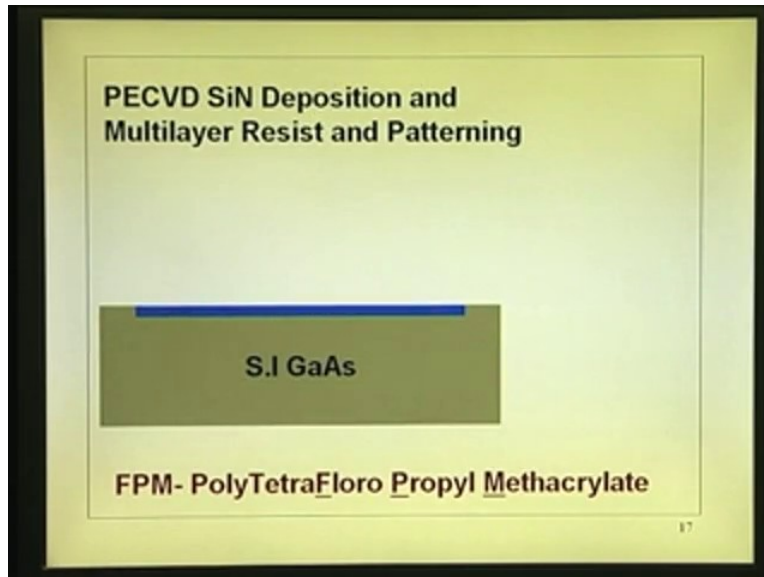 PECVD SiN Deposition and
Multilayer Resist and Patterning
S.I GaAs
FPM- PolyTetraFloro Propyl Methacrylate
17